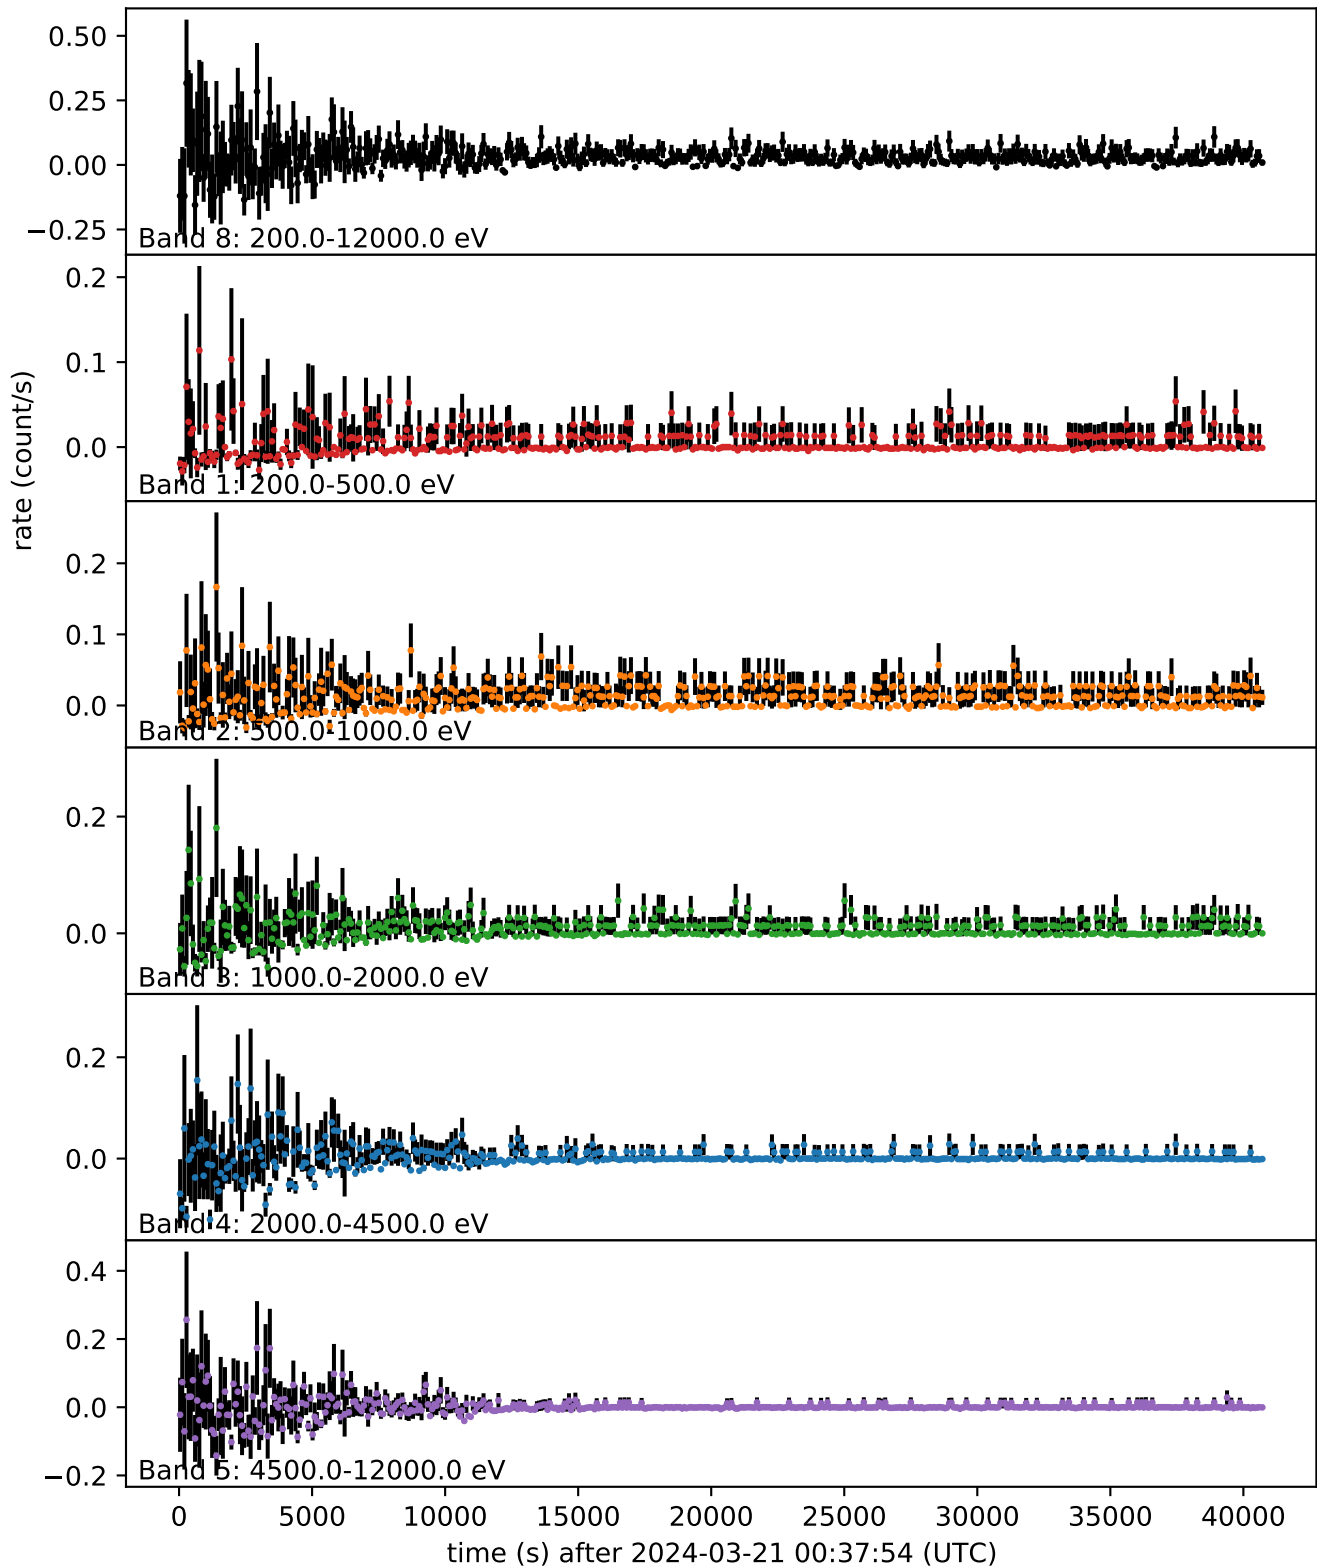 0.50
0.25
0.00
−0.25
Band 8: 200.0-12000.0 eV
0.2
0.1
0.0
Band 1: 200.0-500.0 eV
rate (count/s)
0.2
0.1
0.0
Band 2: 500.0-1000.0 eV
0.2
0.0
Band 3: 1000.0-2000.0 eV
0.2
0.0
Band 4: 2000.0-4500.0 eV
0.4
0.2
0.0
−0.2
Band 5: 4500.0-12000.0 eV
0 5000 10000 15000 20000 25000 30000 35000 40000
time (s) after 2024-03-21 00:37:54 (UTC)